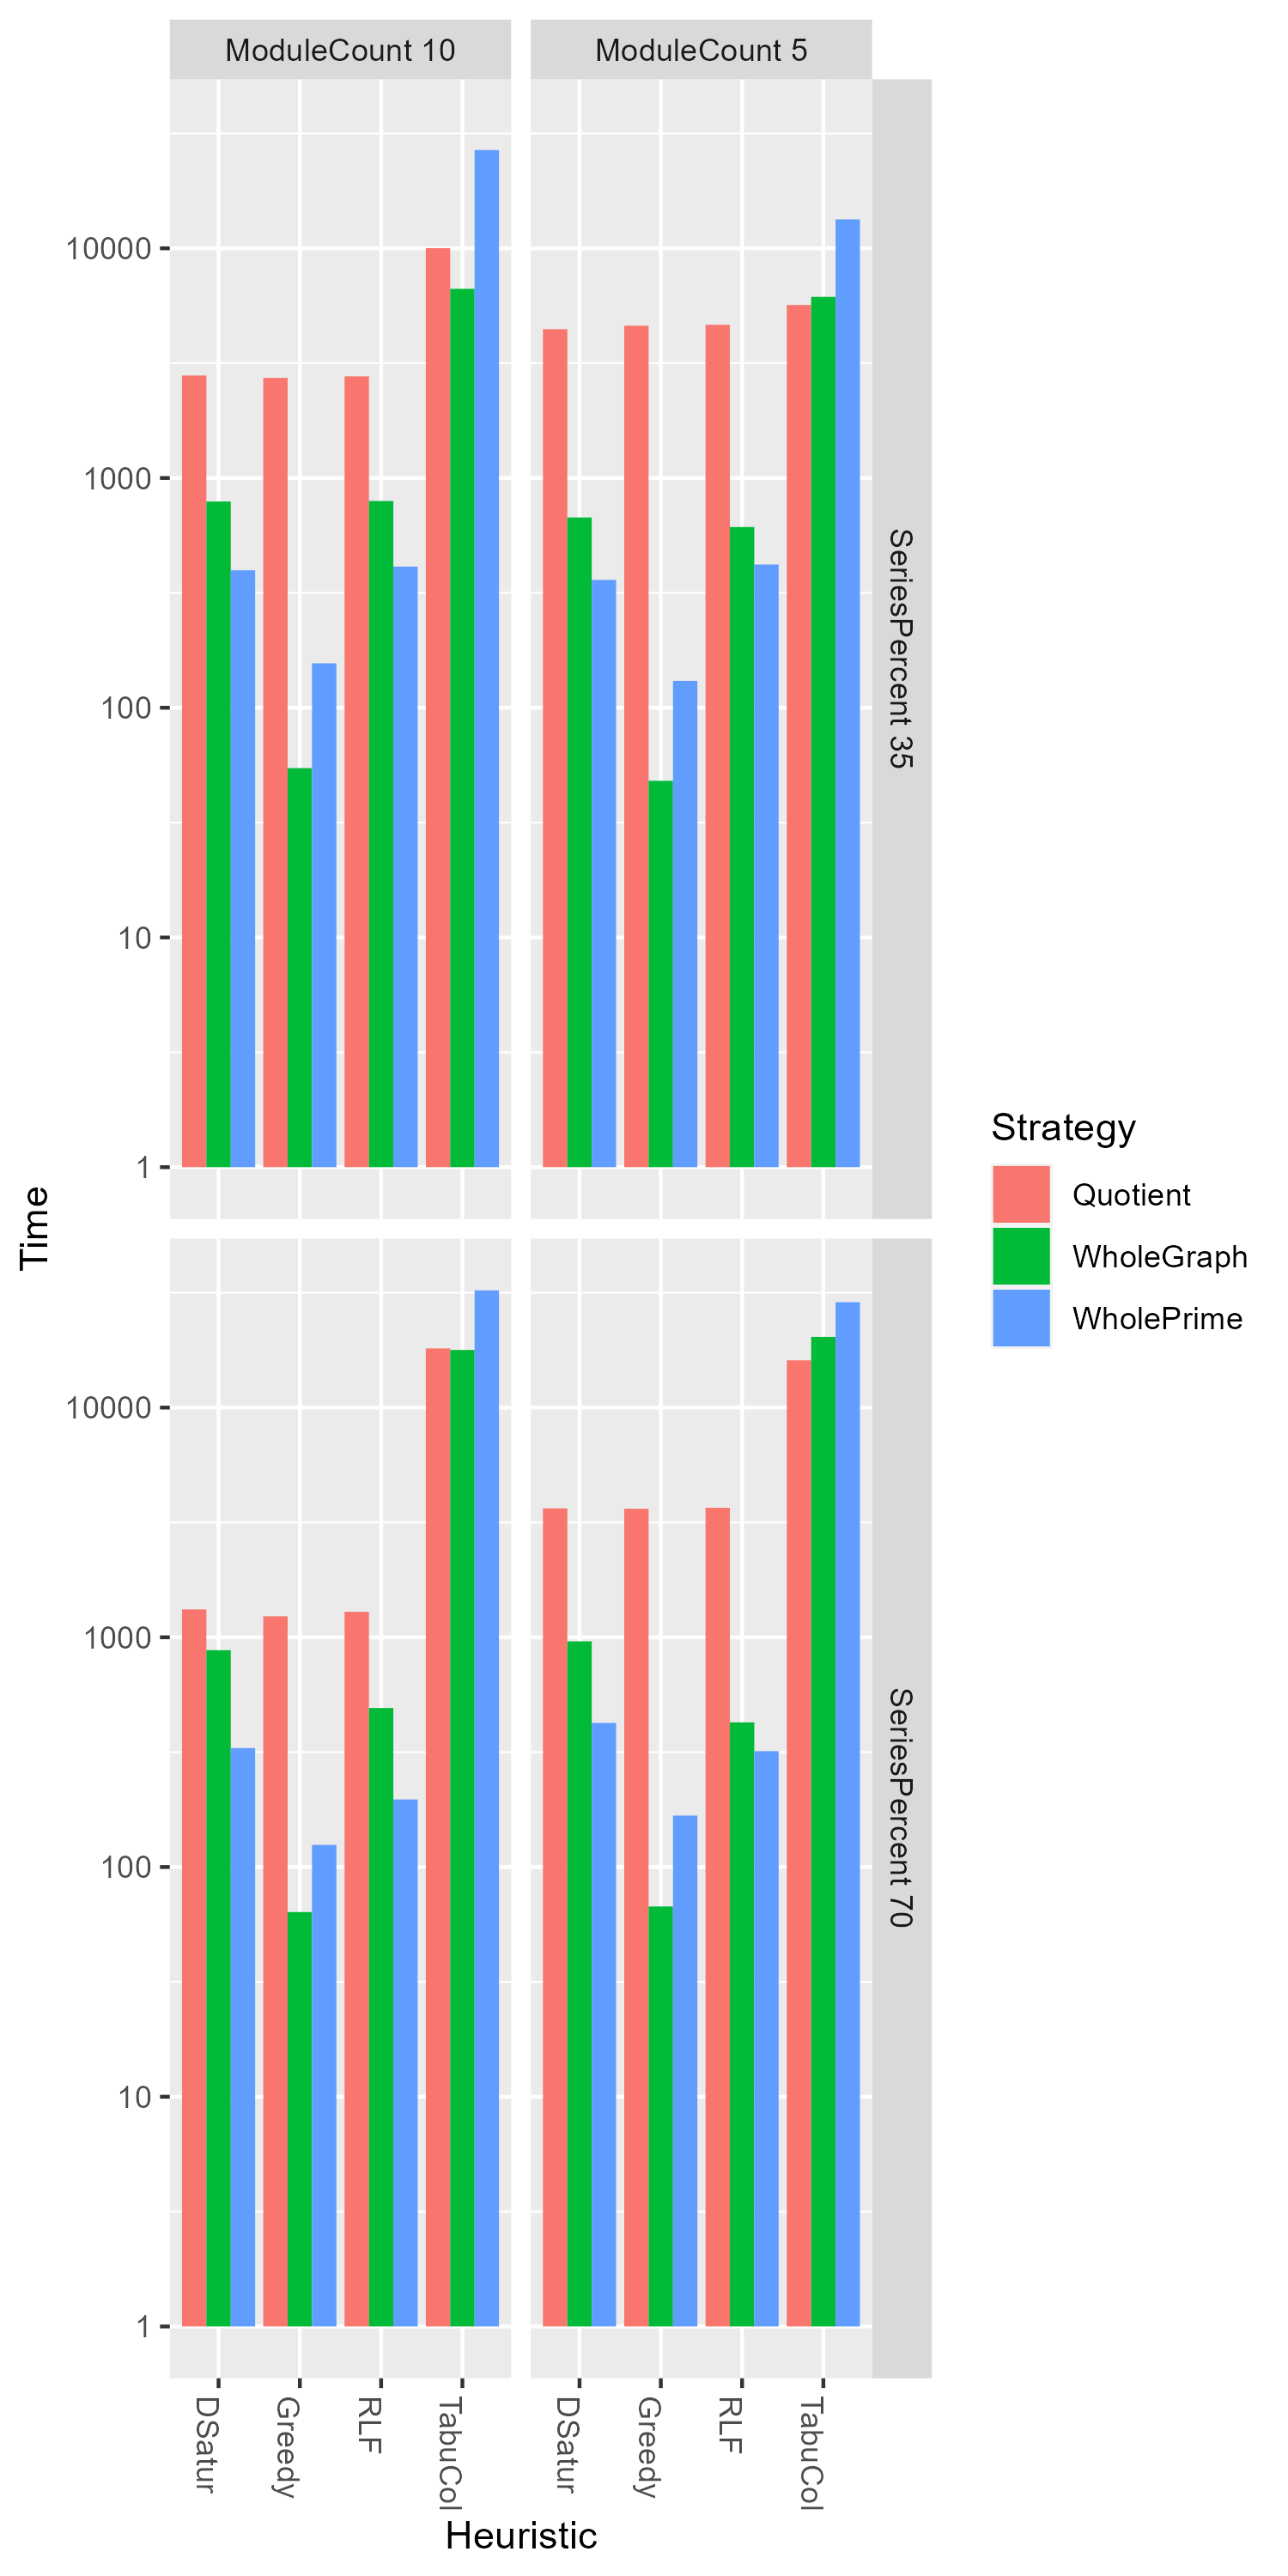 ModuleCount 10
ModuleCount 5
10000
1000
100
10
1
SeriesPercent 35
10000
1000
100
10
1
SeriesPercent 70
Time
DSatur
Greedy
RLF
TabuCol
DSatur
Greedy
RLF
TabuCol
Heuristic
Strategy
Quotient
WholeGraph
WholePrime